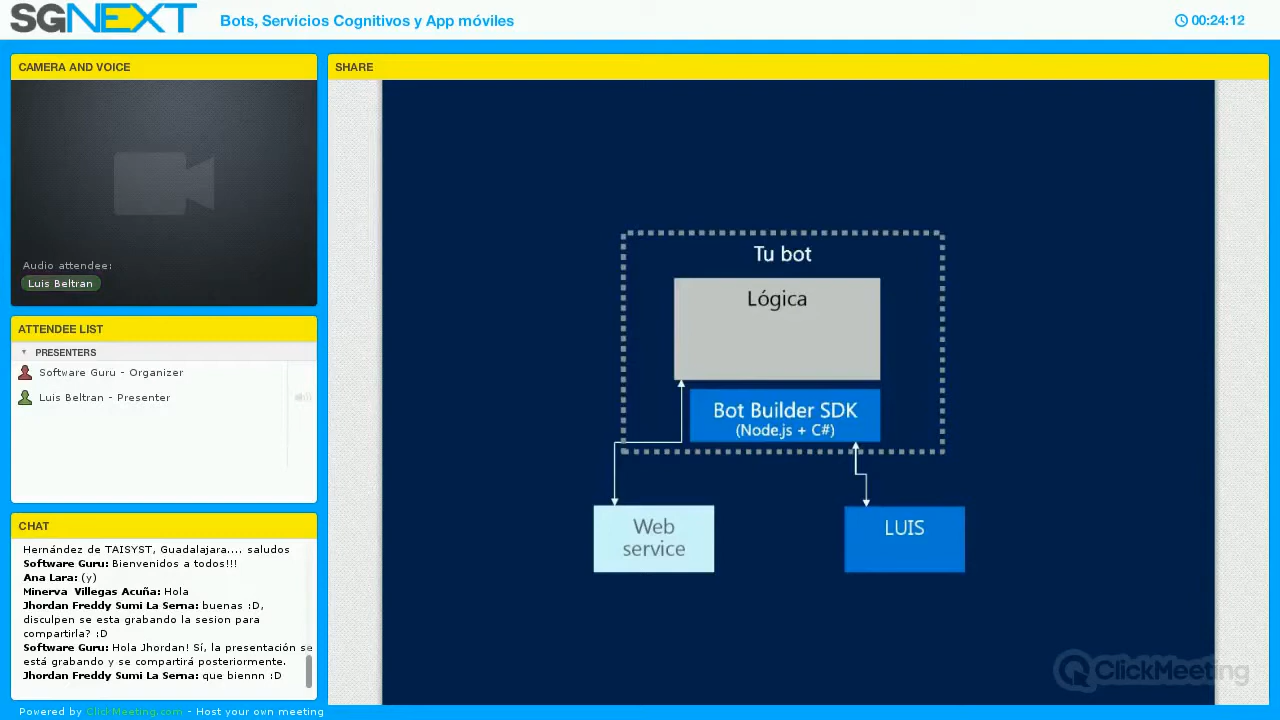 SGNEXT
Bots, Servicios Cognitivos y App móviles
00:24:12
CAMERA AND VOICE
Audio attendee:
Luis Beltran
ATTENDEE LIST
PRESENTERS
Software Guru - Organizer
Luis Beltran - Presenter
CHAT
Hernández de TAISYST, Guadalajara.... saludos
Software Guru: Bienvenidos a todos!!!
Ana Lara: (y)
Minerva Villegas Acuña: Hola
Jhordan Freddy Sumi La Serna: buenas :D,
disculpen se esta grabando la sesion para
compartirla? :D
Software Guru: Hola Jhordan! Sí, la presentación se
está grabando y se compartirá posteriormente.
Jhordan Freddy Sumi La Serna: que biennn :D
Powered by ClickMeeting.com - Host your own meeting
SHARE
Tu bot
Lógica
Bot Builder SDK
(Node.js + C#)
Web
service
LUIS
ClickMeeting